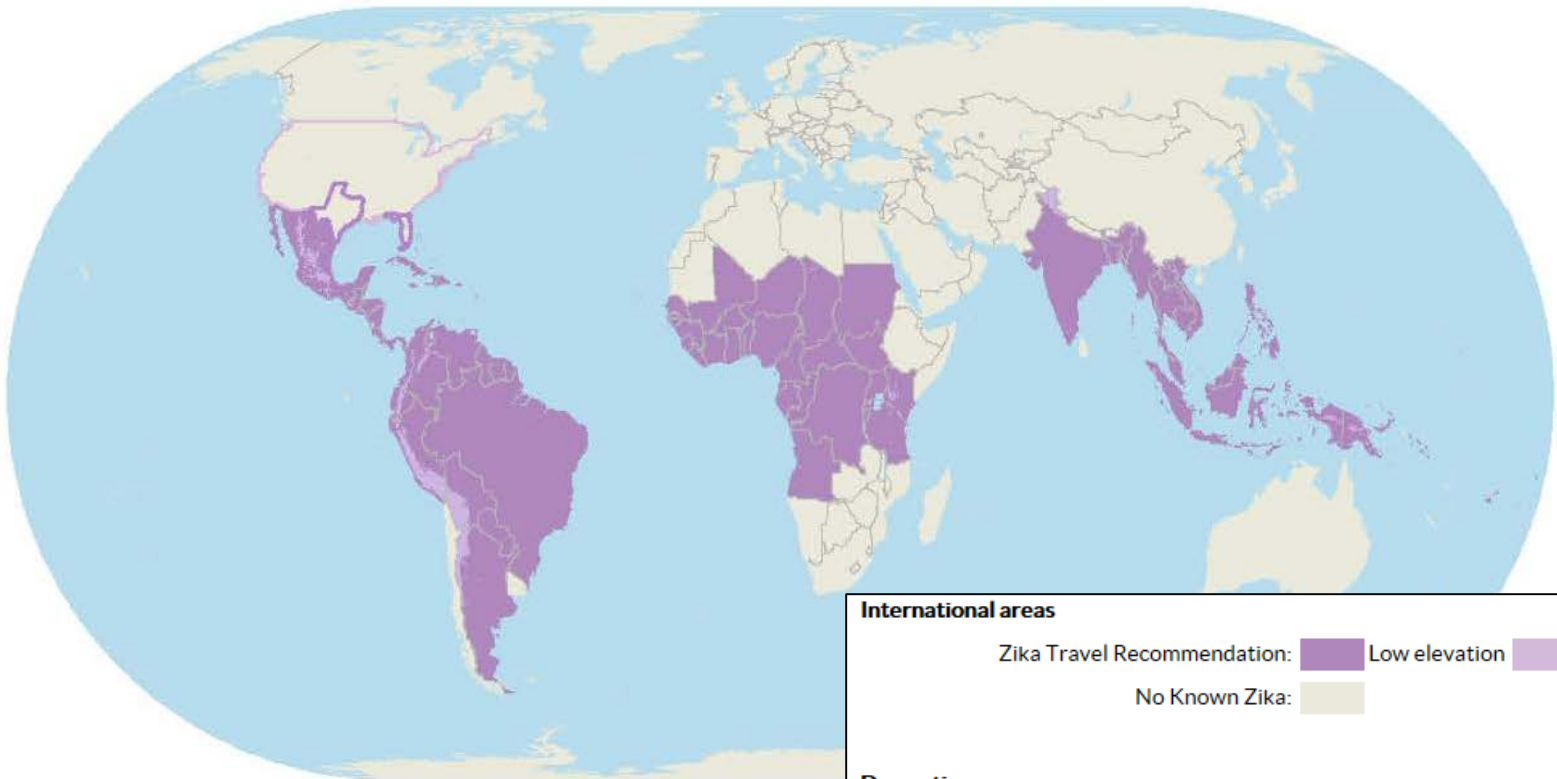 International areas
Zika Travel Recommendation: Low elevation
No Known Zika: